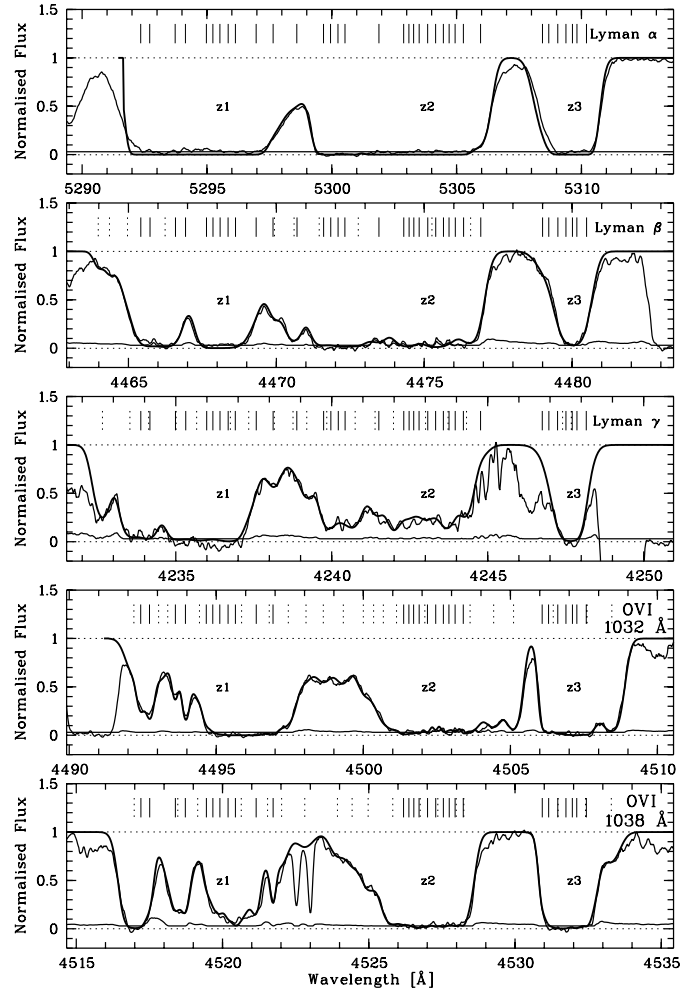 1.5
Lyman α
1
Normalised Flux
0.5
z1
z2
z3
0
5290
5295
5300
5305
5310
1.5
Lyman β
1
Normalised Flux
0.5
z1
z2
z3
0
4465
4470
4475
4480
1.5
Lyman γ
1
Normalised Flux
0.5
z1
z2
z3
0
4235
4240
4245
4250
1.5
OVI
1032 Å
1
Normalised Flux
0.5
z1
z2
z3
0
4490
4495
4500
4505
4510
1.5
OVI
1038 Å
1
Normalised Flux
0.5
z1
z2
z3
0
4515
4520
4525
4530
4535
Wavelength [Å]